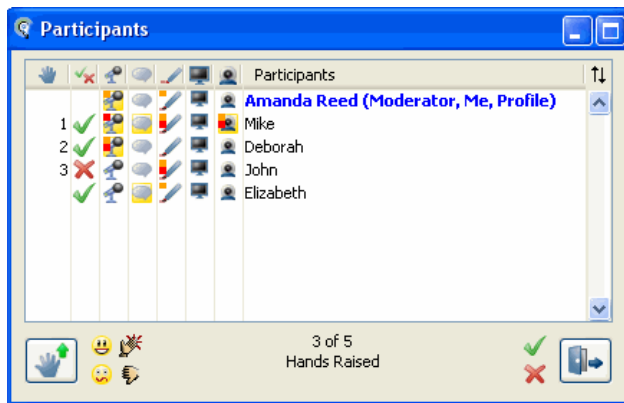 Participants
Participants
Amanda Reed (Moderator, Me, Profile)
1 Mike
2 Deborah
3 John
Elizabeth
3 of 5
Hands Raised